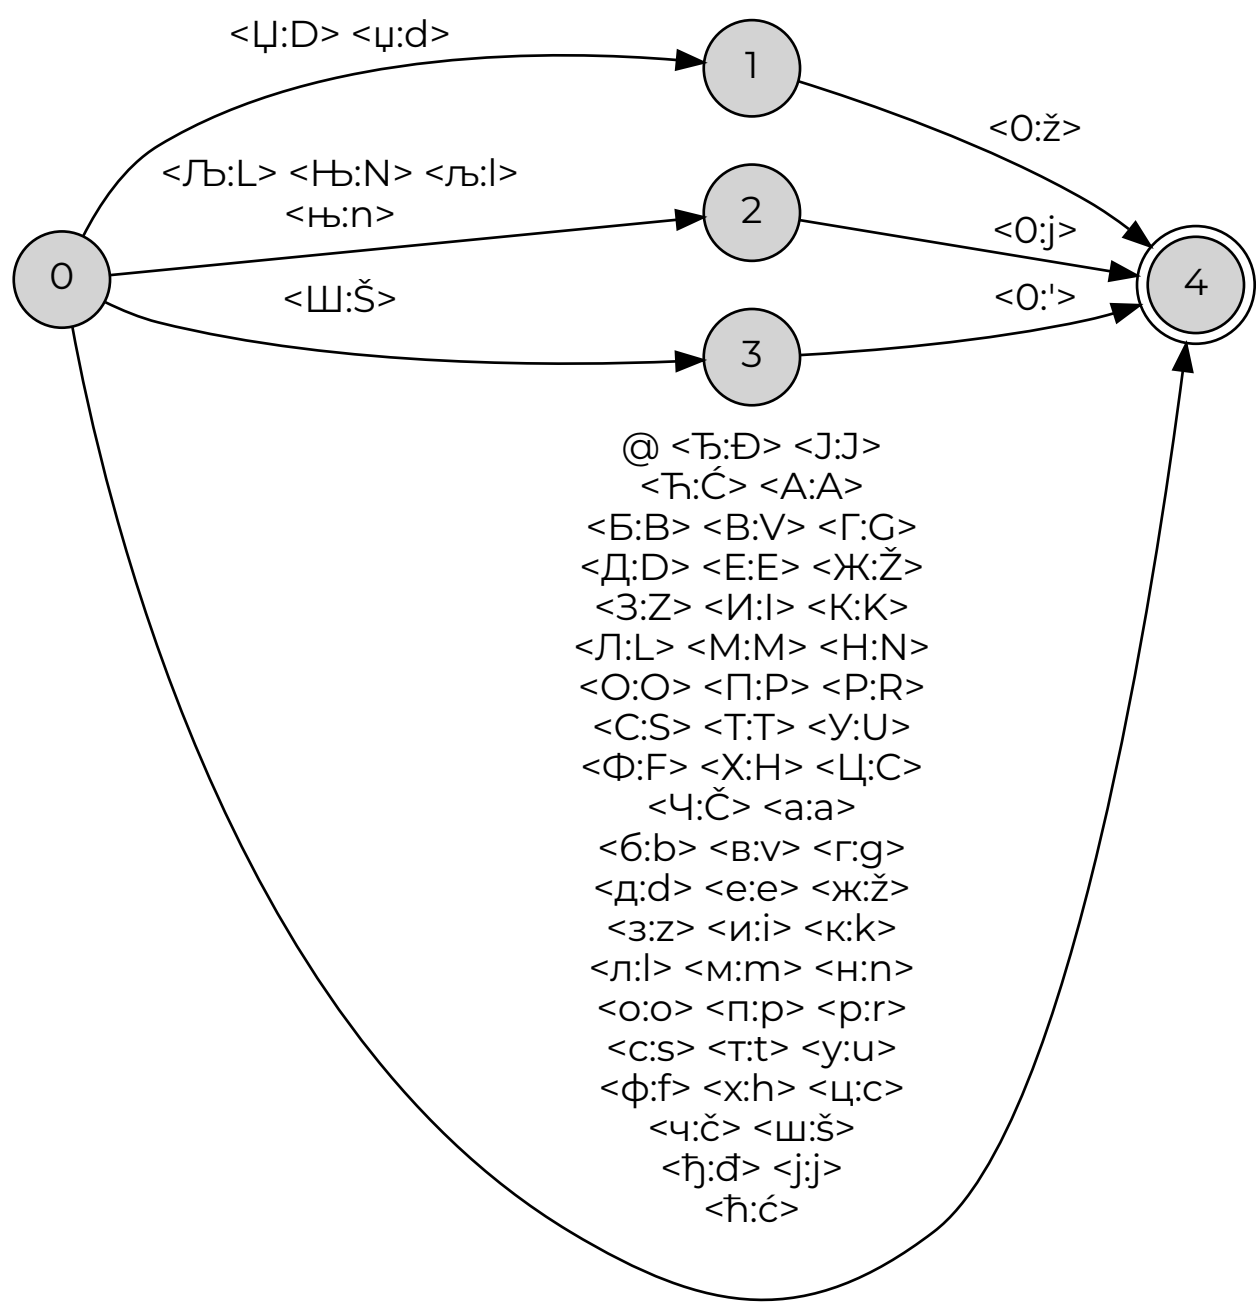 <Џ:D> <џ:d>
1
<0:ž>
<Љ:L> <Њ:N> <љ:l>
<њ:n>
2
<0:j>
0
4
<Ш:Š>
<0:'>
3
@ <Ђ:Đ> <Ј:J>
<Ћ:Ć> <А:A>
<Б:B> <В:V> <Г:G>
<Д:D> <Е:E> <Ж:Ž>
<З:Z> <И:I> <К:K>
<Л:L> <М:M> <Н:N>
<О:O> <П:P> <Р:R>
<С:S> <Т:T> <У:U>
<Ф:F> <Х:H> <Ц:C>
<Ч:Č> <а:a>
<б:b> <в:v> <г:g>
<д:d> <е:e> <ж:ž>
<з:z> <и:i> <к:k>
<л:l> <м:m> <н:n>
<о:o> <п:p> <р:r>
<с:s> <т:t> <у:u>
<ф:f> <х:h> <ц:c>
<ч:č> <ш:š>
<ђ:đ> <ј:j>
<ћ:ć>